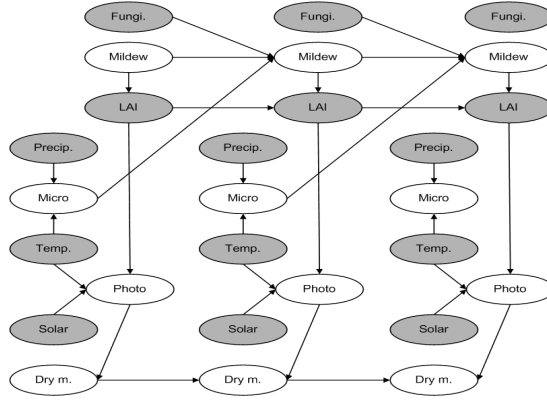 Fungi. Fungi. Fungi.
Mildew Mildew Mildew
LAI LAI LAI
Precip. Precip. Precip.
Micro Micro Micro
Temp. Temp. Temp.
Photo Photo Photo
Solar Solar Solar
Dry m. Dry m. Dry m.